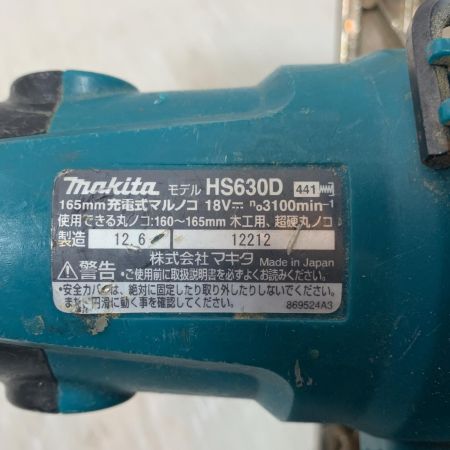 makita モデル HS630D 441
165mm充電式マルノコ 18V⎓ n₀3100min⁻¹
使用できる丸ノコ:160～165mm 木工用、超硬丸ノコ
製造 12.6 12212
株式会社マキタ Made in Japan
⚠警告 •ご使用前に取扱説明書を必ずよくお読みください。
•安全カバーは、絶対に固定したり取り外したりしないでください。
また、円滑に動く事を確認してください。
869524A3